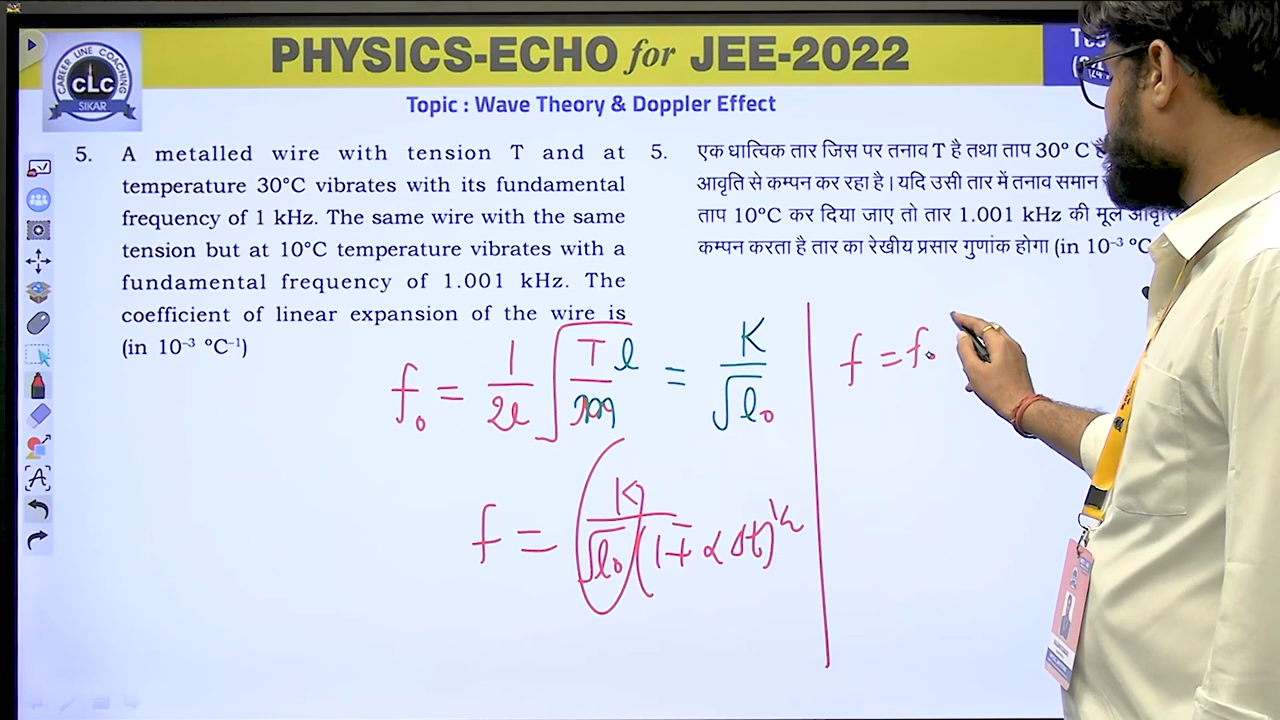 PHYSICS-ECHO for JEE-2022
CAREER LINE COACHING
CLC
SIKAR
Topic : Wave Theory & Doppler Effect
5. A metalled wire with tension T and at
temperature 30°C vibrates with its fundamental
frequency of 1 kHz. The same wire with the same
tension but at 10°C temperature vibrates with a
fundamental frequency of 1.001 kHz. The
coefficient of linear expansion of the wire is
(in 10⁻³ °C⁻¹)
5. एक धात्विक तार जिस पर तनाव T है तथा ताप 30° C
आवृति से कम्पन कर रहा है। यदि उसी तार में तनाव समान
ताप 10°C कर दिया जाए तो तार 1.001 kHz की मूल आवृति
कम्पन करता है तार का रेखीय प्रसार गुणांक होगा (in 10⁻³ °C
f₀ = 1/2l √(T l/m) = K/√l₀
f = K/√l₀ (1 ∓ α Δt)^½
f = f₀